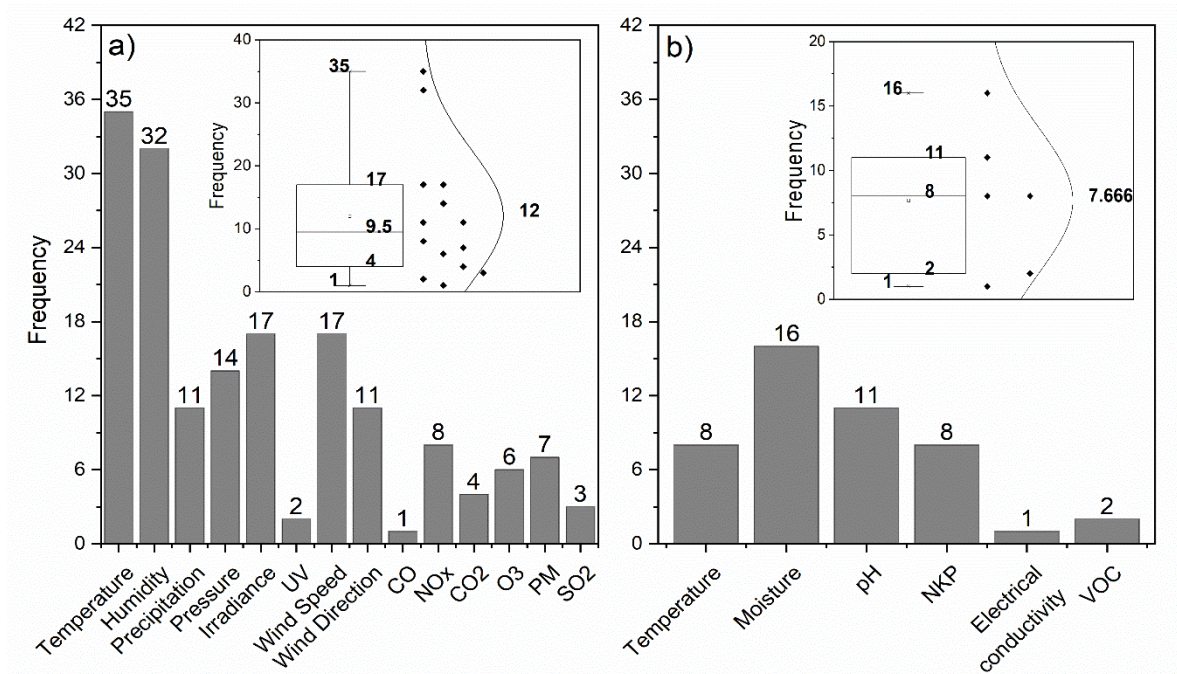 a)
Frequency
42
36
30
24
18
12
6
0
35
32
11
14
17
2
17
11
1
8
4
6
7
3
Temperature
Humidity
Precipitation
Pressure
Irradiance
UV
Wind Speed
Wind Direction
CO
NOx
CO2
O3
PM
SO2
Frequency
40
30
20
10
0
35
17
9.5
4
1
12
b)
Frequency
42
36
30
24
18
12
6
0
8
16
11
8
1
2
Temperature
Moisture
pH
NKP
Electrical
conductivity
VOC
Frequency
20
15
10
5
0
16
11
8
2
1
7.666